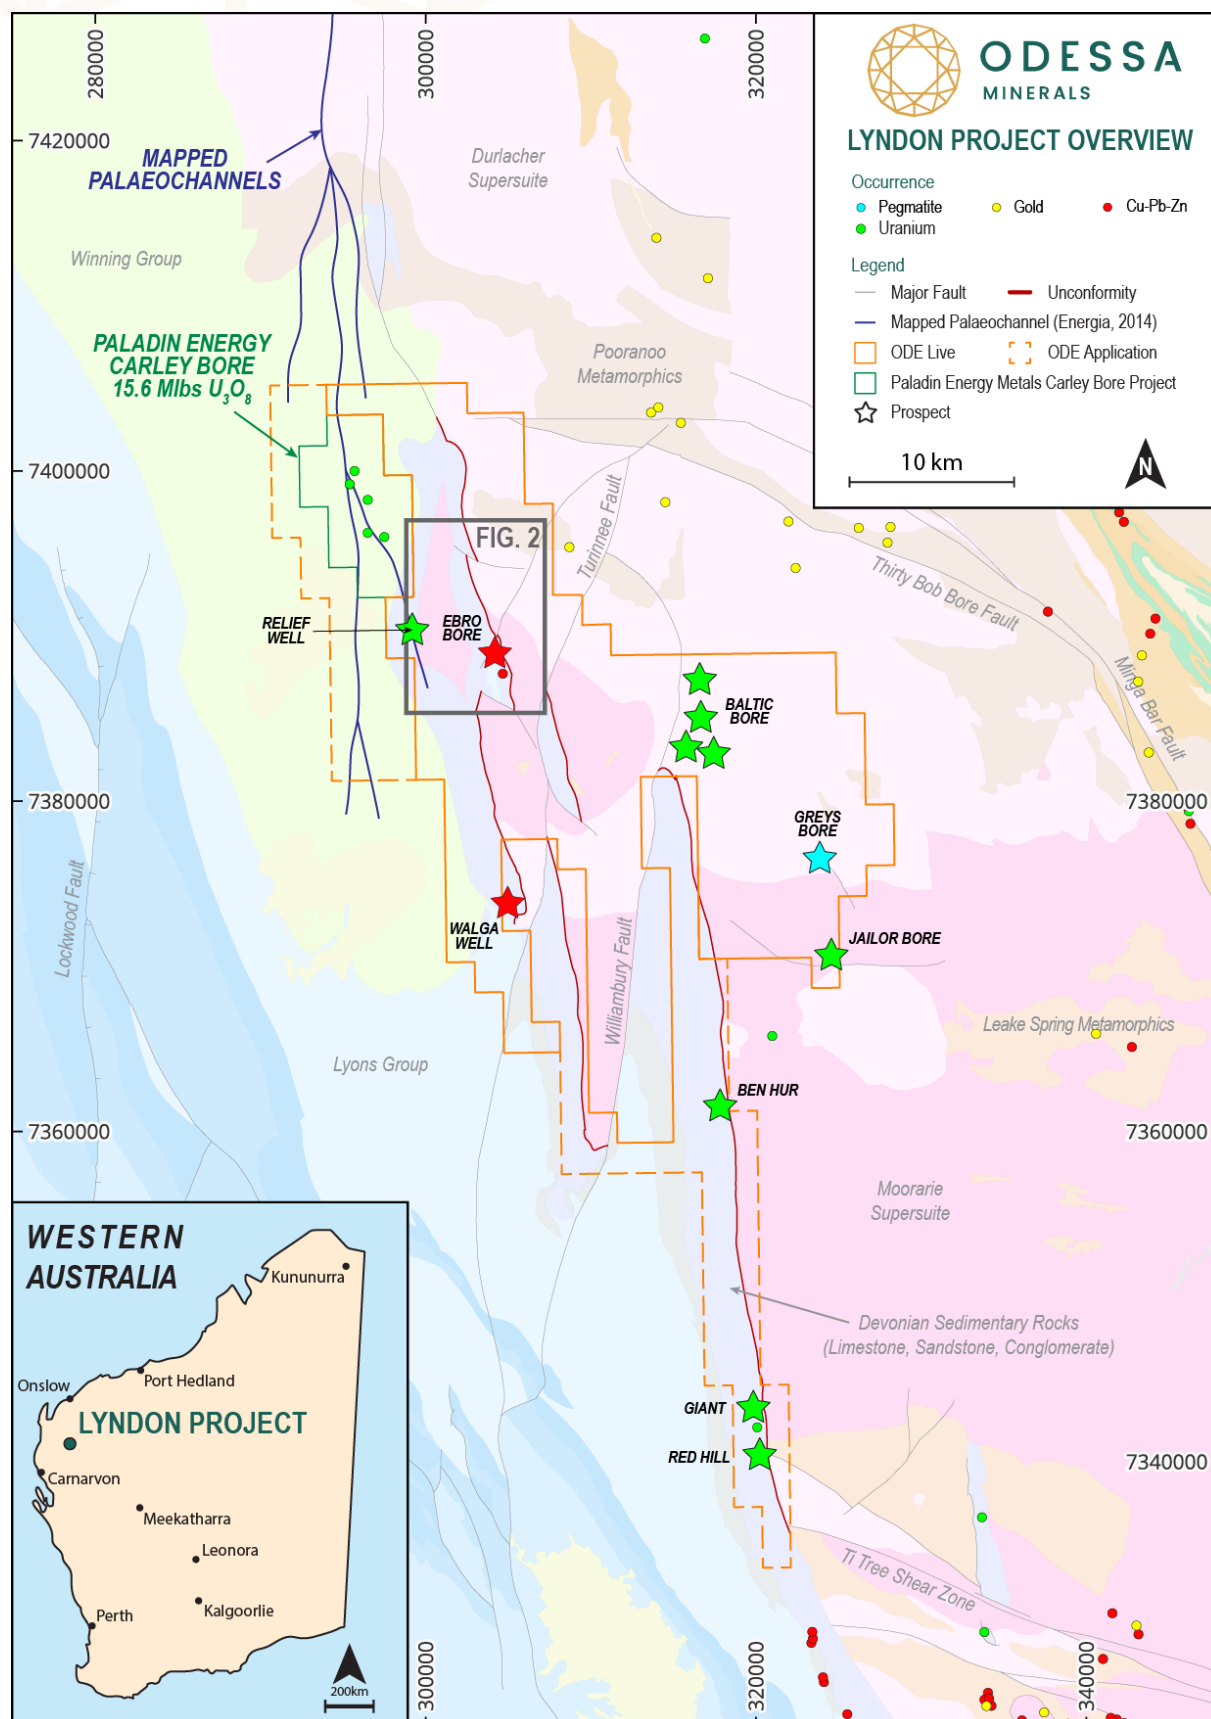 280000
300000
320000
ODESSA
MINERALS
LYNDON PROJECT OVERVIEW
Occurrence
Pegmatite
Gold
Cu-Pb-Zn
Uranium
Legend
Major Fault
Unconformity
Mapped Palaeochannel (Energia, 2014)
ODE Live
ODE Application
Paladin Energy Metals Carley Bore Project
Prospect
10 km
N
7420000
MAPPED
PALAEOCHANNELS
Durlacher
Supersuite
Winning Group
PALADIN ENERGY
CARLEY BORE
15.6 Mlbs U₃O₈
Pooranoo
Metamorphics
7400000
FIG. 2
Turinnee Fault
Thirty Bob Bore Fault
RELIEF
WELL
EBRO
BORE
Minga Bar Fault
BALTIC
BORE
7380000
7380000
GREYS
BORE
Lockwood Fault
WALGA
WELL
Williambury Fault
JAILOR BORE
Leake Spring Metamorphics
Lyons Group
BEN HUR
7360000
7360000
Moorarie
Supersuite
Devonian Sedimentary Rocks
(Limestone, Sandstone, Conglomerate)
GIANT
RED HILL
7340000
Ti Tree Shear Zone
300000
320000
340000
WESTERN
AUSTRALIA
Kununurra
Port Hedland
Onslow
LYNDON PROJECT
Carnarvon
Meekatharra
Leonora
Kalgoorlie
Perth
200km